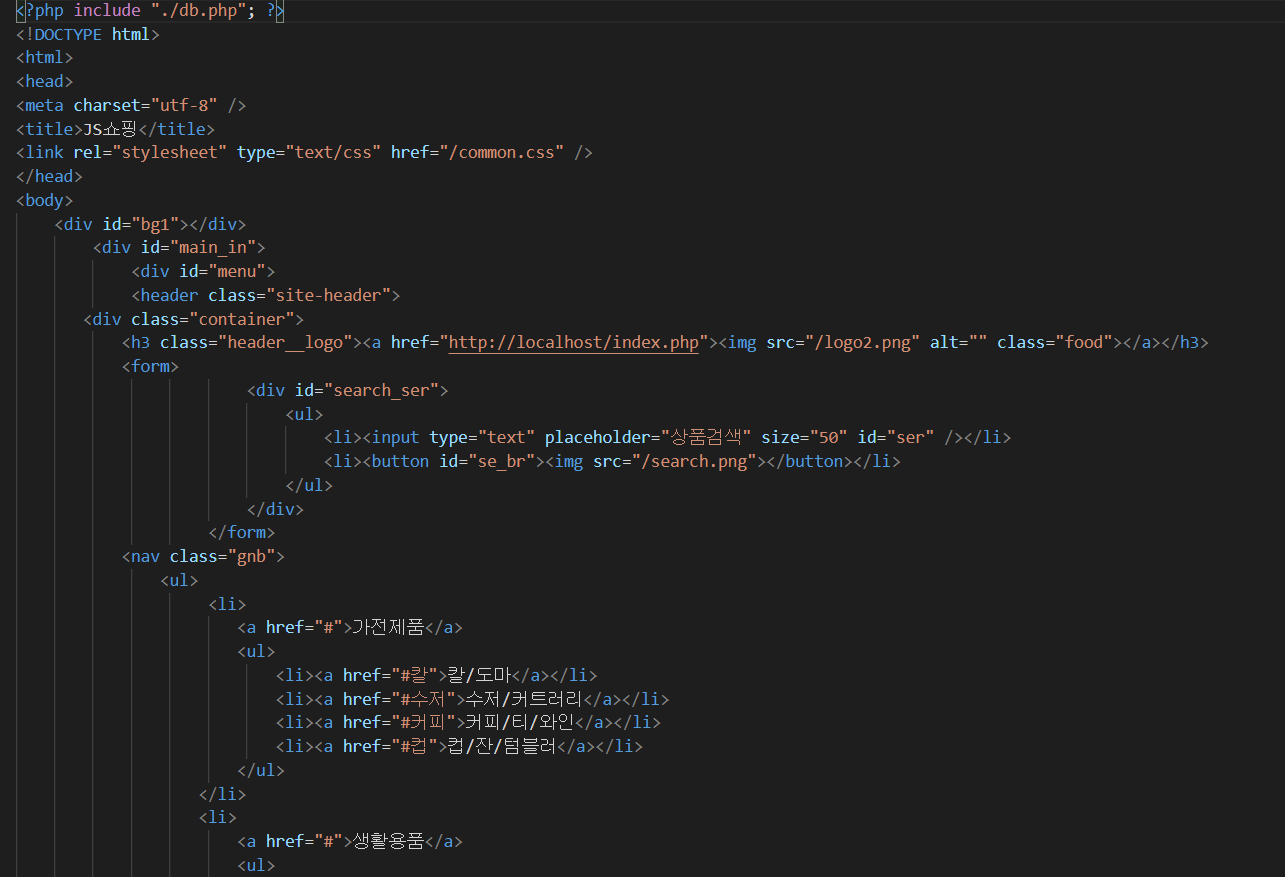 <?php include "./db.php"; ?>
<!DOCTYPE html>
<html>
<head>
<meta charset="utf-8" />
<title>JS쇼핑</title>
<link rel="stylesheet" type="text/css" href="/common.css" />
</head>
<body>
<div id="bg1"></div>
<div id="main_in">
<div id="menu">
<header class="site-header">
<div class="container">
<h3 class="header__logo"><a href="http://localhost/index.php"><img src="/logo2.png" alt="" class="food"></a></h3>
<form>
<div id="search_ser">
<ul>
<li><input type="text" placeholder="상품검색" size="50" id="ser" /></li>
<li><button id="se_br"><img src="/search.png"></button></li>
</ul>
</div>
</form>
<nav class="gnb">
<ul>
<li>
<a href="#">가전제품</a>
<ul>
<li><a href="#칼">칼/도마</a></li>
<li><a href="#수저">수저/커트러리</a></li>
<li><a href="#커피">커피/티/와인</a></li>
<li><a href="#컵">컵/잔/텀블러</a></li>
</ul>
</li>
<li>
<a href="#">생활용품</a>
<ul>